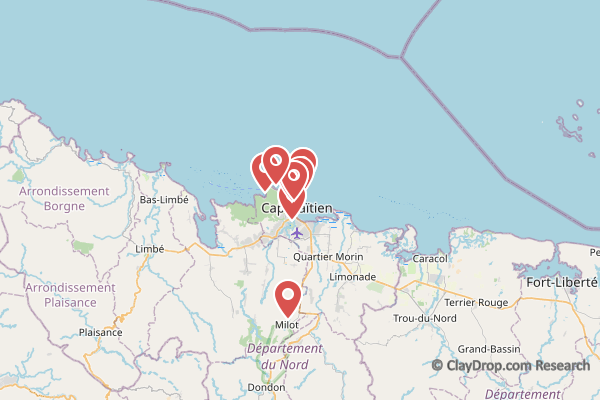 Arrondissement
Borgne
Bas-Limbé
Cap-Haïtien
Limbé
Quartier Morin
Caracol
Limonade
Fort-Liberté
Arrondissement
Plaisance
Terrier Rouge
Trou-du-Nord
Milot
Plaisance
Grand-Bassin
Département
du Nord
Dondon
Département
© ClayDrop.com Research